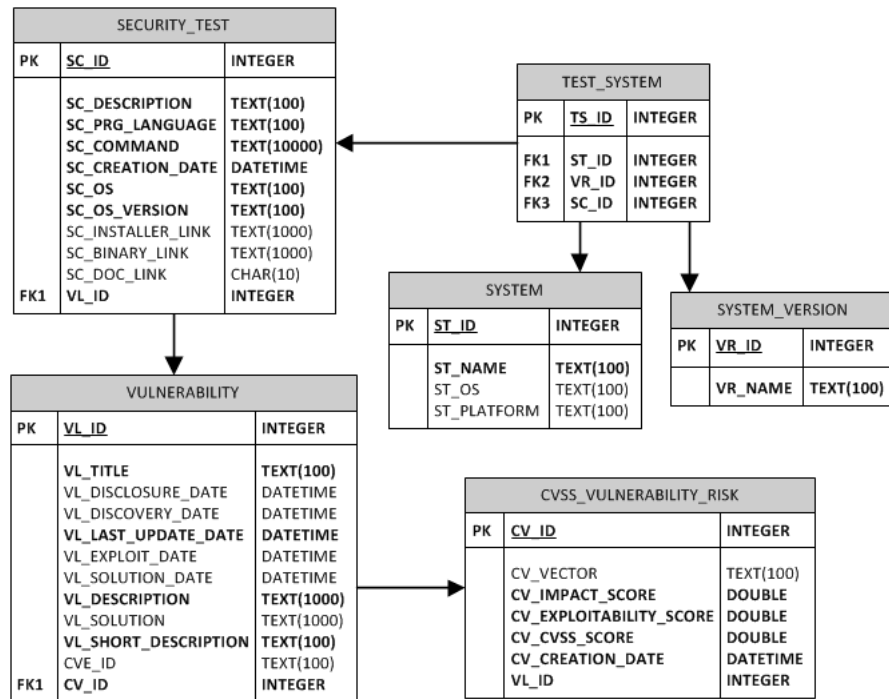 SECURITY_TEST
PK SC_ID INTEGER
SC_DESCRIPTION TEXT(100)
SC_PRG_LANGUAGE TEXT(100)
SC_COMMAND TEXT(10000)
SC_CREATION_DATE DATETIME
SC_OS TEXT(100)
SC_OS_VERSION TEXT(100)
SC_INSTALLER_LINK TEXT(1000)
SC_BINARY_LINK TEXT(1000)
SC_DOC_LINK CHAR(10)
FK1 VL_ID INTEGER
TEST_SYSTEM
PK TS_ID INTEGER
FK1 ST_ID INTEGER
FK2 VR_ID INTEGER
FK3 SC_ID INTEGER
SYSTEM
PK ST_ID INTEGER
ST_NAME TEXT(100)
ST_OS TEXT(100)
ST_PLATFORM TEXT(100)
SYSTEM_VERSION
PK VR_ID INTEGER
VR_NAME TEXT(100)
VULNERABILITY
PK VL_ID INTEGER
VL_TITLE TEXT(100)
VL_DISCLOSURE_DATE DATETIME
VL_DISCOVERY_DATE DATETIME
VL_LAST_UPDATE_DATE DATETIME
VL_EXPLOIT_DATE DATETIME
VL_SOLUTION_DATE DATETIME
VL_DESCRIPTION TEXT(1000)
VL_SOLUTION TEXT(1000)
VL_SHORT_DESCRIPTION TEXT(100)
CVE_ID TEXT(100)
FK1 CV_ID INTEGER
CVSS_VULNERABILITY_RISK
PK CV_ID INTEGER
CV_VECTOR TEXT(100)
CV_IMPACT_SCORE DOUBLE
CV_EXPLOITABILITY_SCORE DOUBLE
CV_CVSS_SCORE DOUBLE
CV_CREATION_DATE DATETIME
VL_ID INTEGER